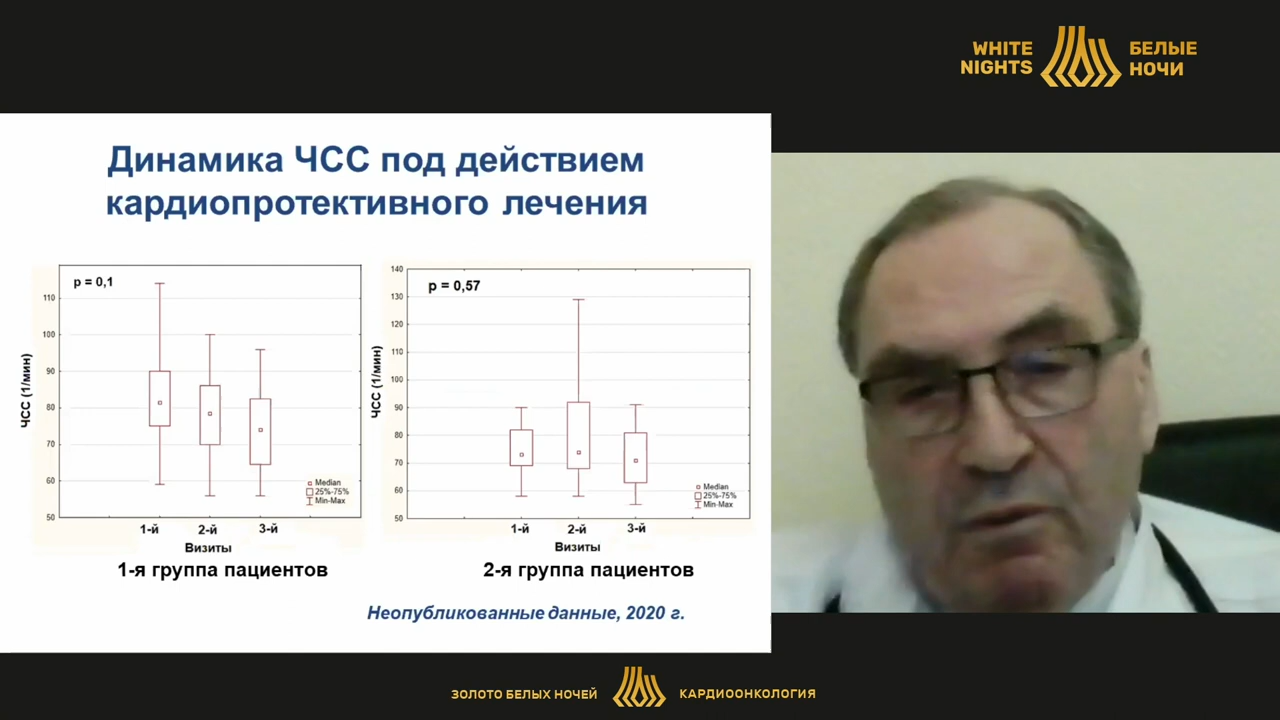 WHITE
NIGHTS
БЕЛЫЕ
НОЧИ
Динамика ЧСС под действием
кардиопротективного лечения
p = 0,1
ЧСС (1/мин)
110
100
90
80
70
60
50
Median
25%-75%
Min-Max
1-й 2-й 3-й
Визиты
1-я группа пациентов
p = 0,57
ЧСС (1/мин)
140
130
120
110
100
90
80
70
60
50
Median
25%-75%
Min-Max
1-й 2-й 3-й
Визиты
2-я группа пациентов
Неопубликованные данные, 2020 г.
ЗОЛОТО БЕЛЫХ НОЧЕЙ
КАРДИООНКОЛОГИЯ